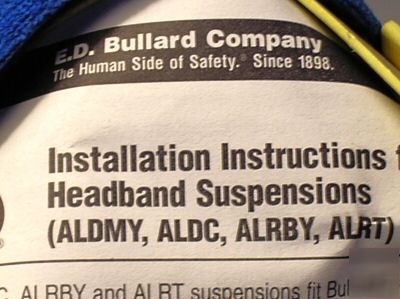 E.D. Bullard Company
The Human Side of Safety.® Since 1898.
Installation Instructions f
Headband Suspensions
(ALDMY, ALDC, ALRBY, ALRT)
®
C, ALRBY and ALRT suspensions fit Bul